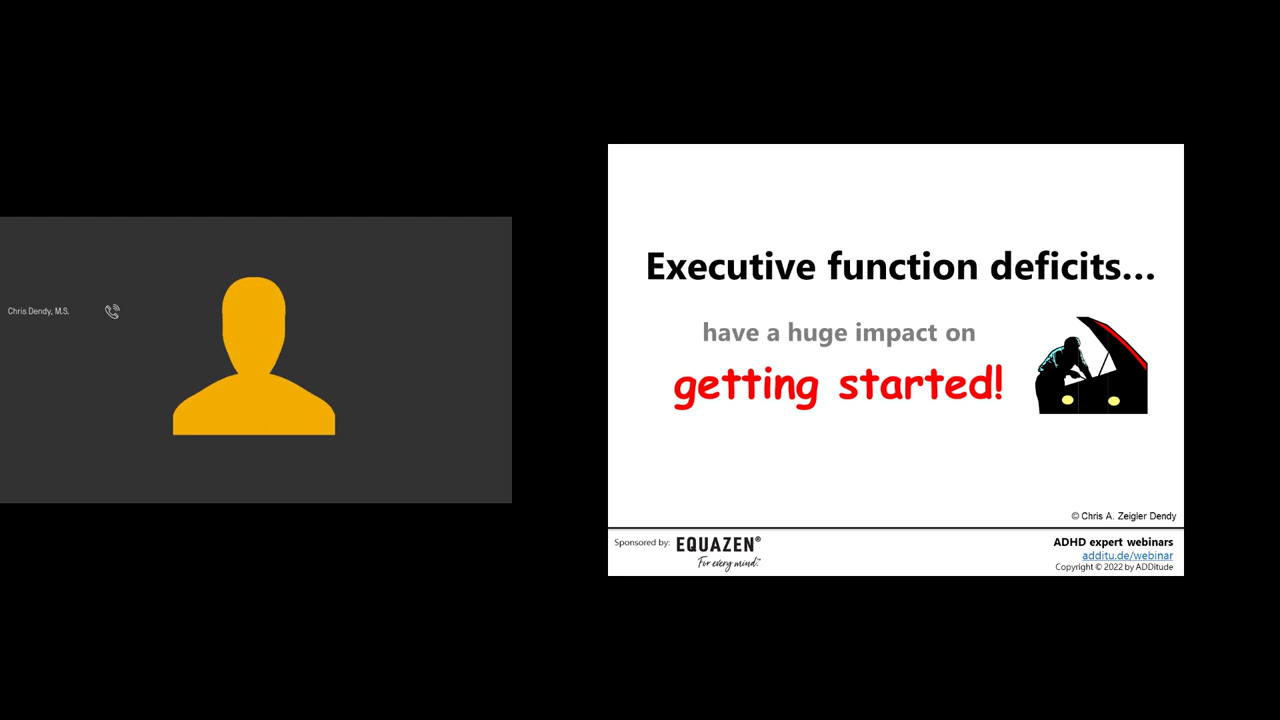 Chris Dendy, M.S.
Executive function deficits...
have a huge impact on
getting started!
© Chris A. Zeigler Dendy
Sponsored by: EQUAZEN®
For every mind.™
ADHD expert webinars
additu.de/webinar
Copyright © 2022 by ADDitude